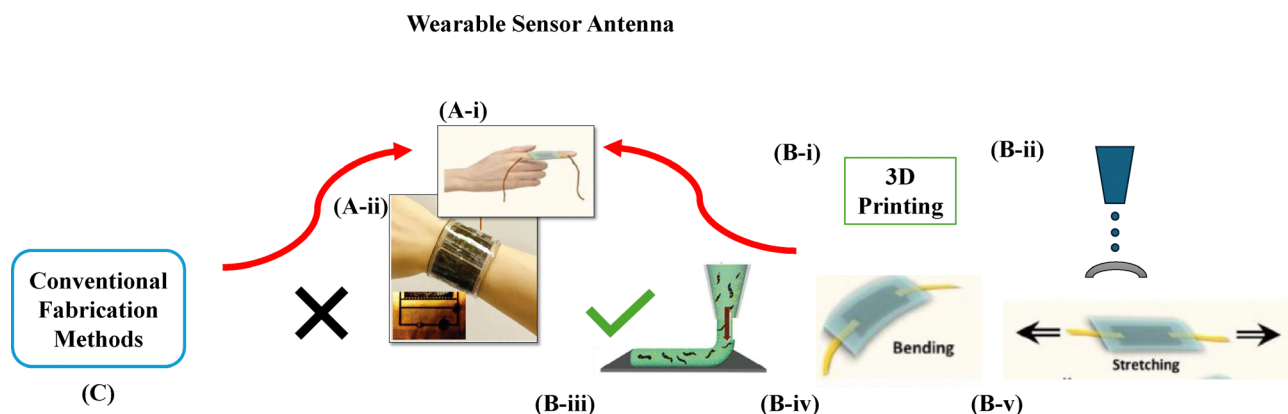 Wearable Sensor Antenna
(A-i)
(B-i)
(B-ii)
3D
Printing
(A-ii)
Conventional
Fabrication
Methods
Bending
Stretching
(C)
(B-iii)
(B-iv)
(B-v)